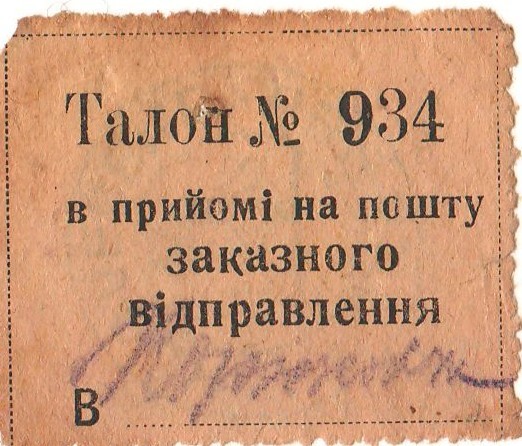 Талон № 934
в прийомі на пошту
заказного
відправлення
В